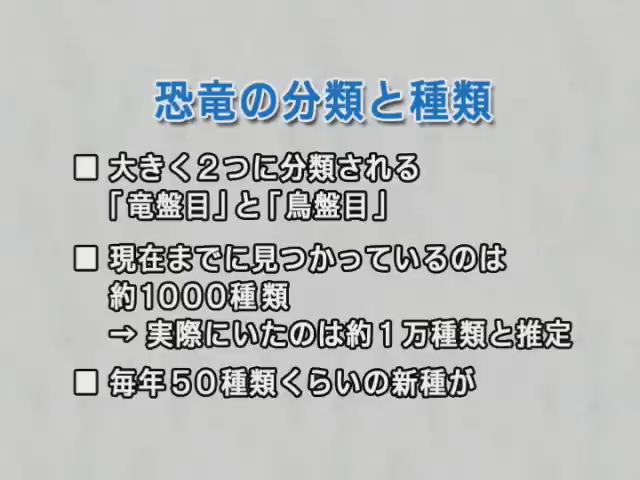 恐竜の分類と種類
□ 大きく２つに分類される
「竜盤目」と「鳥盤目」
□ 現在までに見つかっているのは
約1000種類
→ 実際にいたのは約１万種類と推定
□ 毎年５０種類くらいの新種が